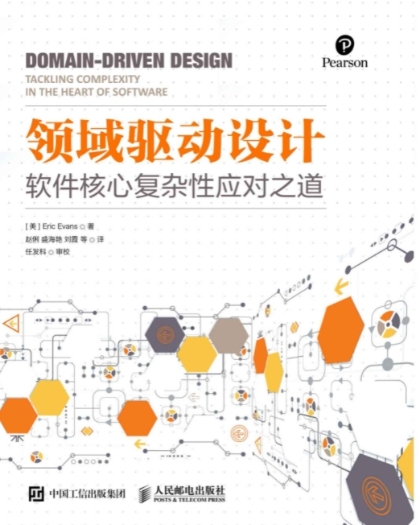 DOMAIN-DRIVEN DESIGN
TACKLING COMPLEXITY
IN THE HEART OF SOFTWARE
Pearson
领域驱动设计
软件核心复杂性应对之道
[美] Eric Evans 著
赵俐 盛海艳 刘霞 等 译
任发科 审校
中国工信出版集团
人民邮电出版社
POSTS & TELECOM PRESS